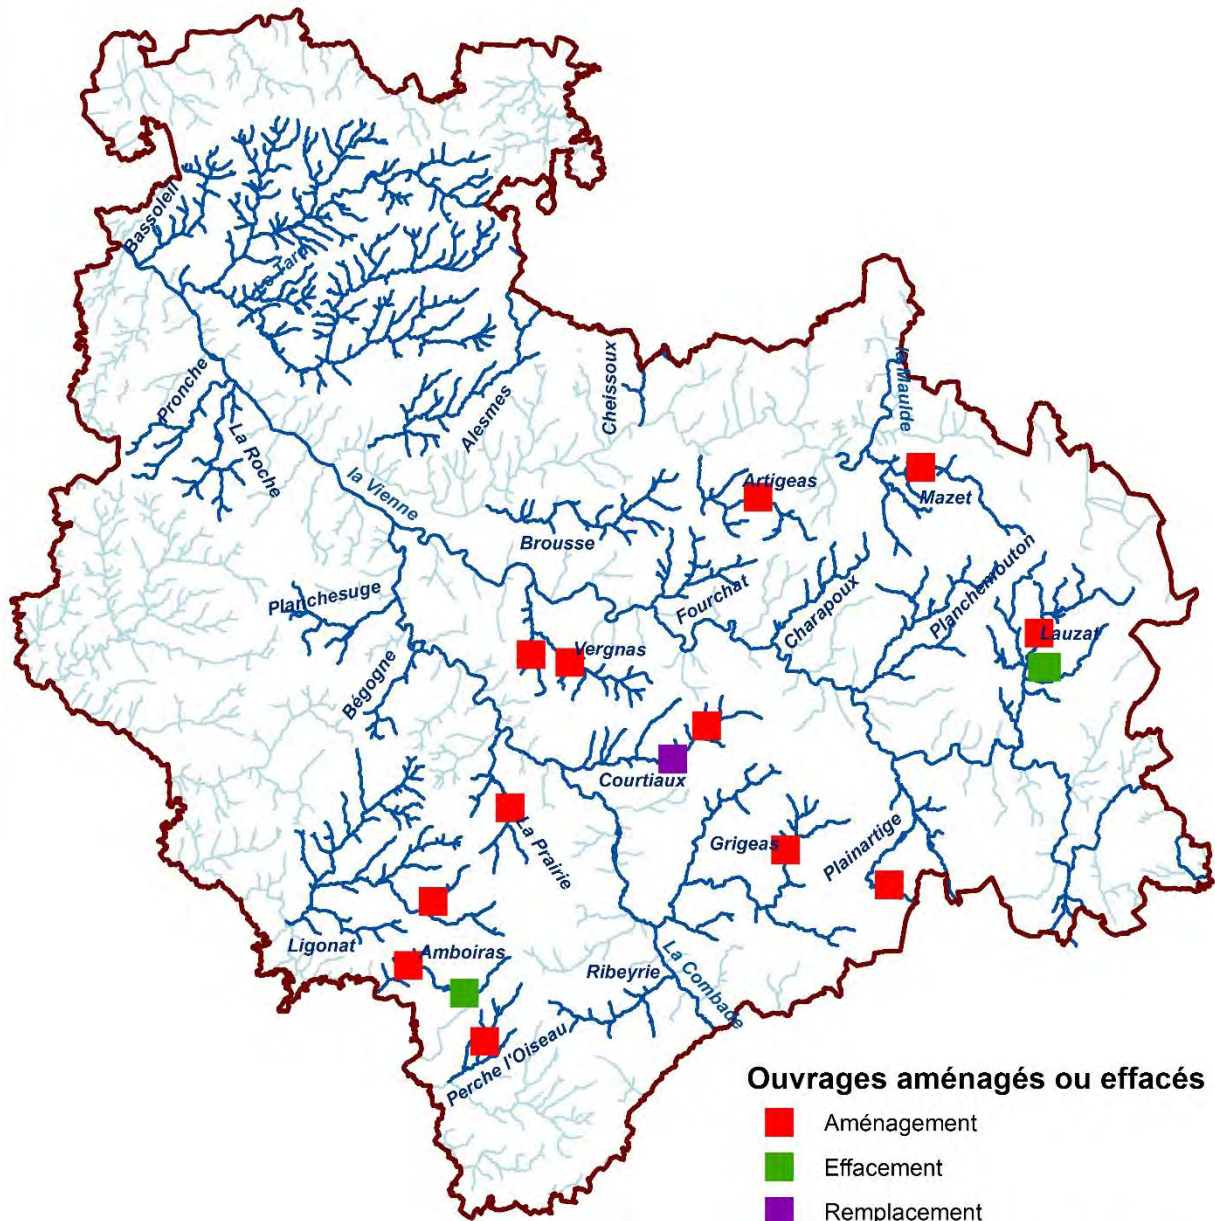 Bassoleil
Le Tard
Pronche
La Roche
Alesmes
Cheissoux
la Maulde
la Vienne
Artigeas
Mazet
Brousse
Planchesuge
Fourchat
Charapoux
Planchemouton
Lauzat
Vergnas
Bégogne
Courtiaux
La Prairie
Grigeas
Plainartige
Ligonat
Amboiras
Ribeyrie
La Combade
Perche l'Oiseau
Ouvrages aménagés ou effacés
Aménagement
Effacement
Remplacement